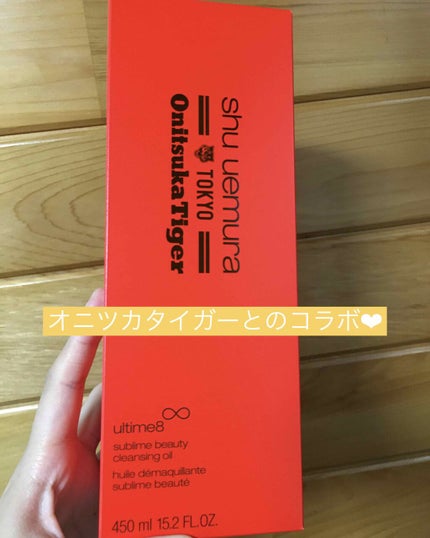 shu uemura
TOKYO
Onitsuka Tiger
オニツカタイガーとのコラボ❤
ultime8
sublime beauty
cleansing oil
huile démaquillante
sublime beauté
450 ml 15.2 FL.OZ.